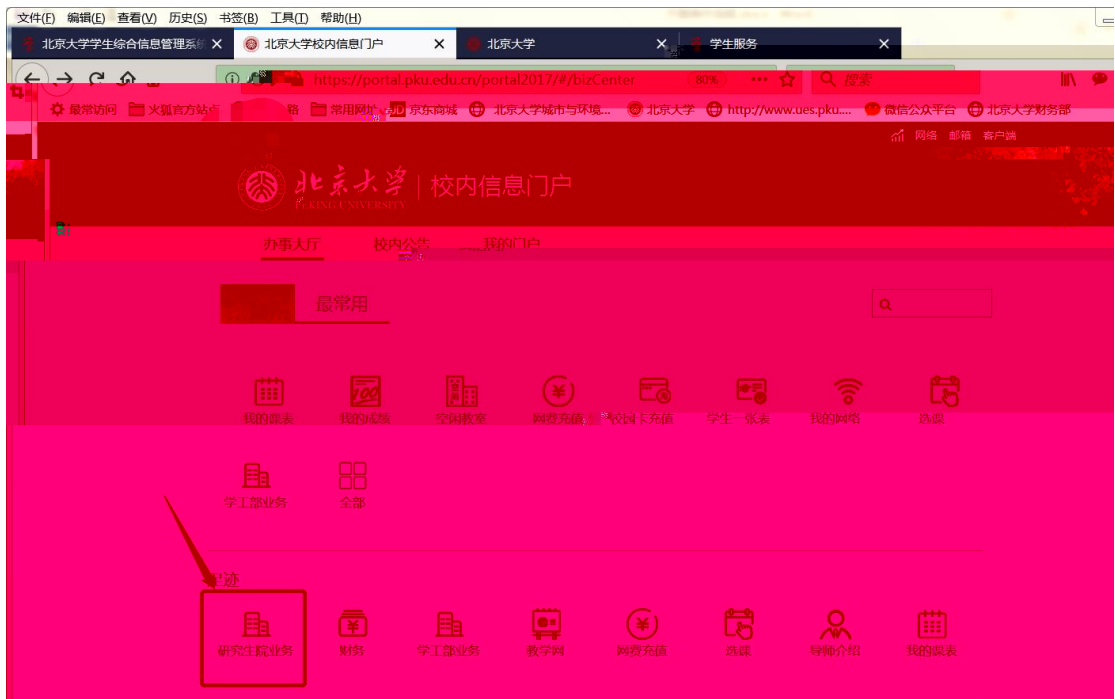 文件(F) 编辑(E) 查看(V) 历史(S) 书签(B) 工具(T) 帮助(H)
北京大学学生综合信息管理系 北京大学校内信息门户 北京大学 学生服务
https://portal.pku.edu.cn/portal2017/#/bizCenter 80% 搜索
最常访问 火狐官方站点 常用网址 京东商城 北京大学城市与环境... 北京大学 http://www.ues.pku.... 微信公众平台 北京大学财务部
网络 邮箱 客户端
北京大学 校内信息门户
PEKING UNIVERSITY
办事大厅 校内公告 我的门户
最常用
我的课表 我的成绩 空闲教室 网费充值 校园卡充值 学生一张表 我的网络 选课
学工部业务 全部
足迹
研究生院业务 财务 学工部业务 教学网 网费充值 选课 导师介绍 我的课表